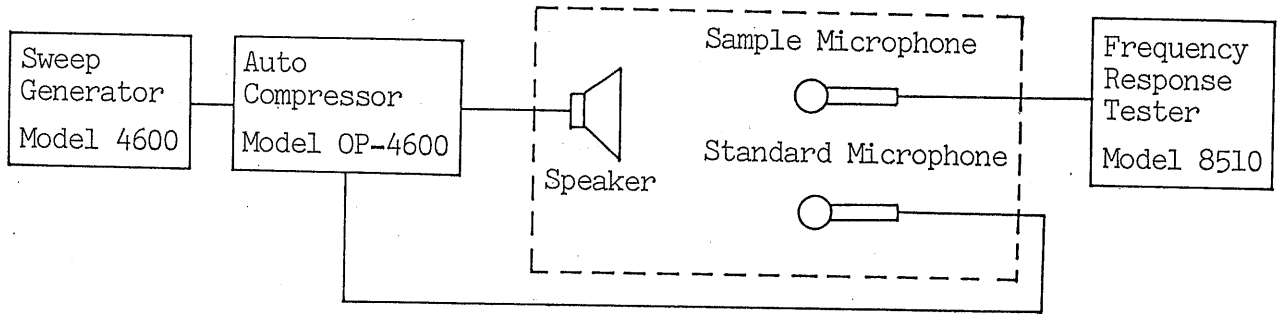 Sweep
Generator
Model 4600
Auto
Compressor
Model OP-4600
Speaker
Sample Microphone
Standard Microphone
Frequency
Response
Tester
Model 8510